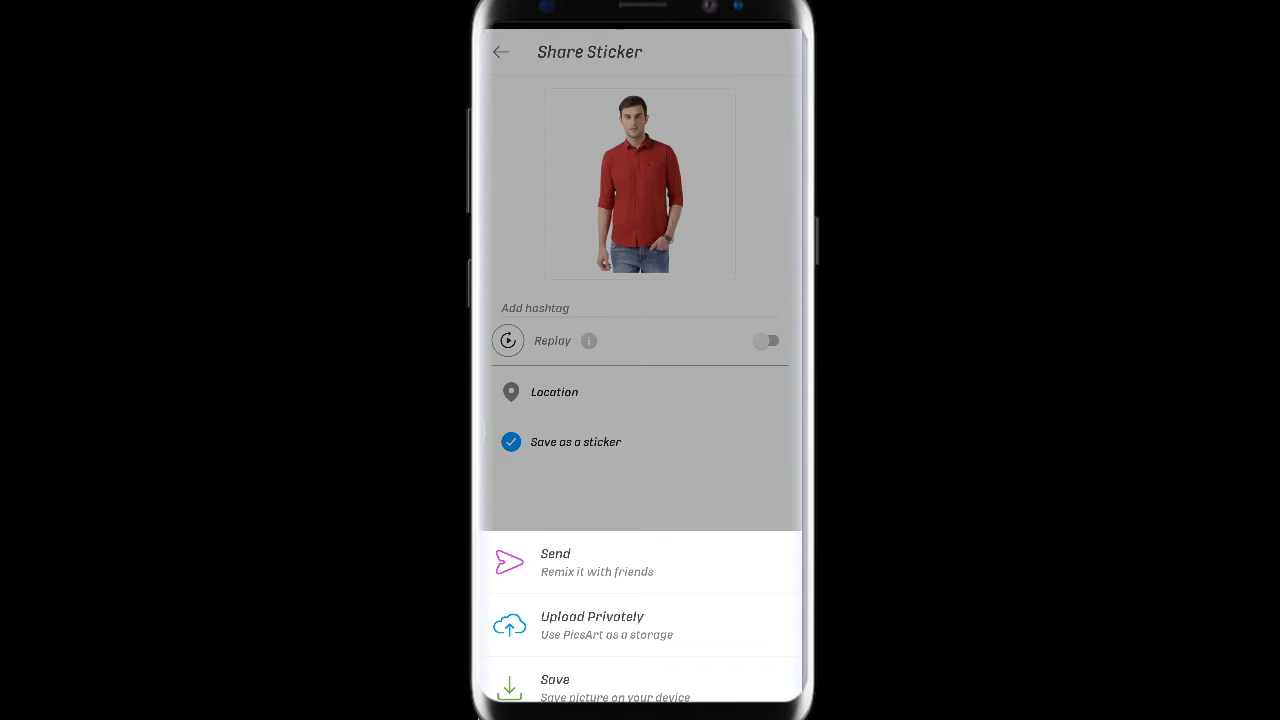 Share Sticker
Add hashtag
Replay
Location
Save as a sticker
Send
Remix it with friends
Upload Privately
Use PicsArt as a storage
Save
Save picture on your device